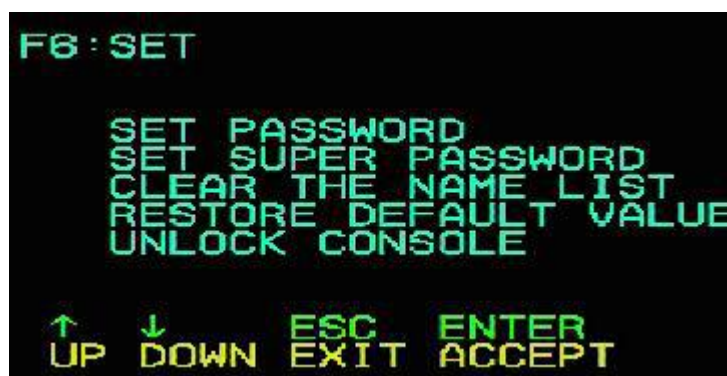 F6:SET
SET PASSWORD
SET SUPER PASSWORD
CLEAR THE NAME LIST
RESTORE DEFAULT VALUE
UNLOCK CONSOLE
↑ ↓ ESC ENTER
UP DOWN EXIT ACCEPT